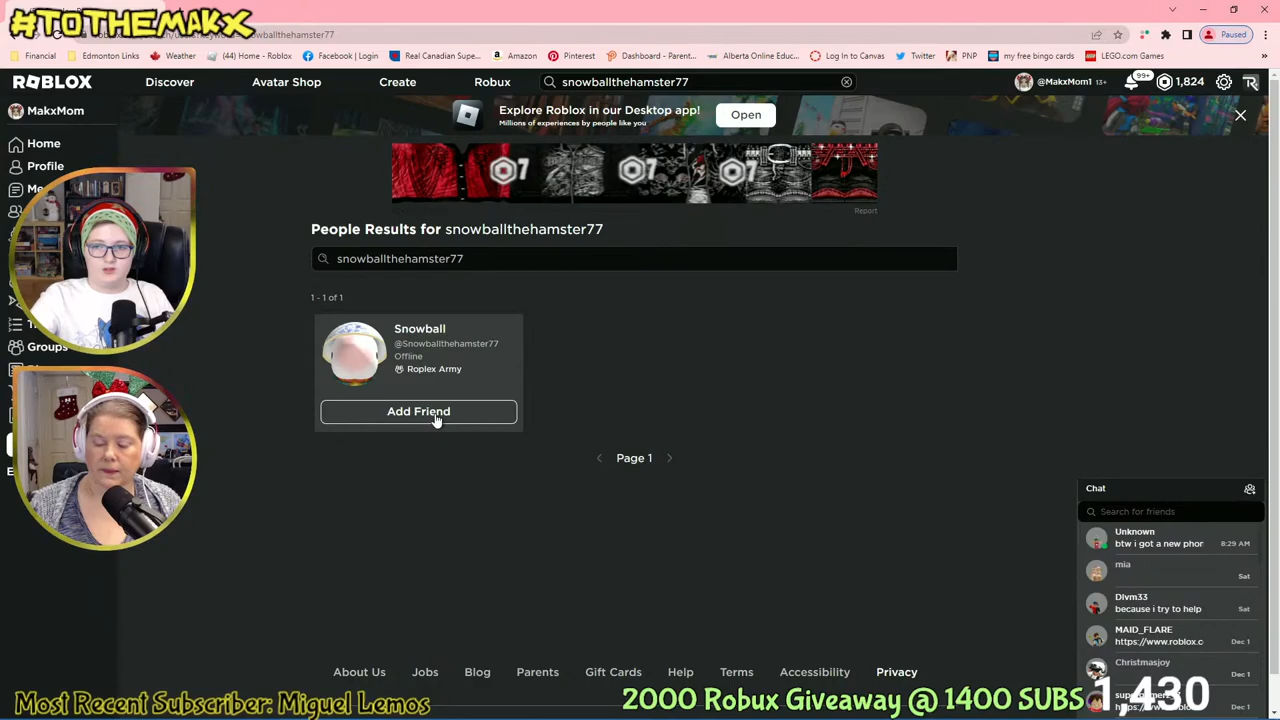 #TOTHEMAKX
owballthehamster77
Paused
Financial
Edmonton Links
Weather
(44) Home - Roblox
Facebook | Login
Real Canadian Supe...
Amazon
Pinterest
Dashboard - Parent...
Alberta Online Educ...
Log In to Canvas
Twitter
PNP
my free bingo cards
LEGO.com
ROBLOX
Discover
Avatar Shop
Create
Robux
snowballthehamster77
@MakxMom1 13+
99+
1,824
MakxMom
Explore Roblox in our Desktop app!
Millions of experiences by people like you
Open
Home
Profile
Me
Groups
7
7
7
Report
People Results for snowballthehamster77
snowballthehamster77
1 - 1 of 1
Snowball
@Snowballthehamster77
Offline
Roplex Army
Add Friend
Page 1
Chat
Search for friends
Unknown
btw i got a new phor
8:29 AM
mia
Sat
Dlvm33
because i try to help
Sat
MAID_FLARE
https://www.roblox.c
Dec 1
Christmasjoy
Dec 1
About Us
Jobs
Blog
Parents
Gift Cards
Help
Terms
Accessibility
Privacy
Most Recent Subscriber: Miguel Lemos
2000 Robux Giveaway @ 1400 SUBS
1,430